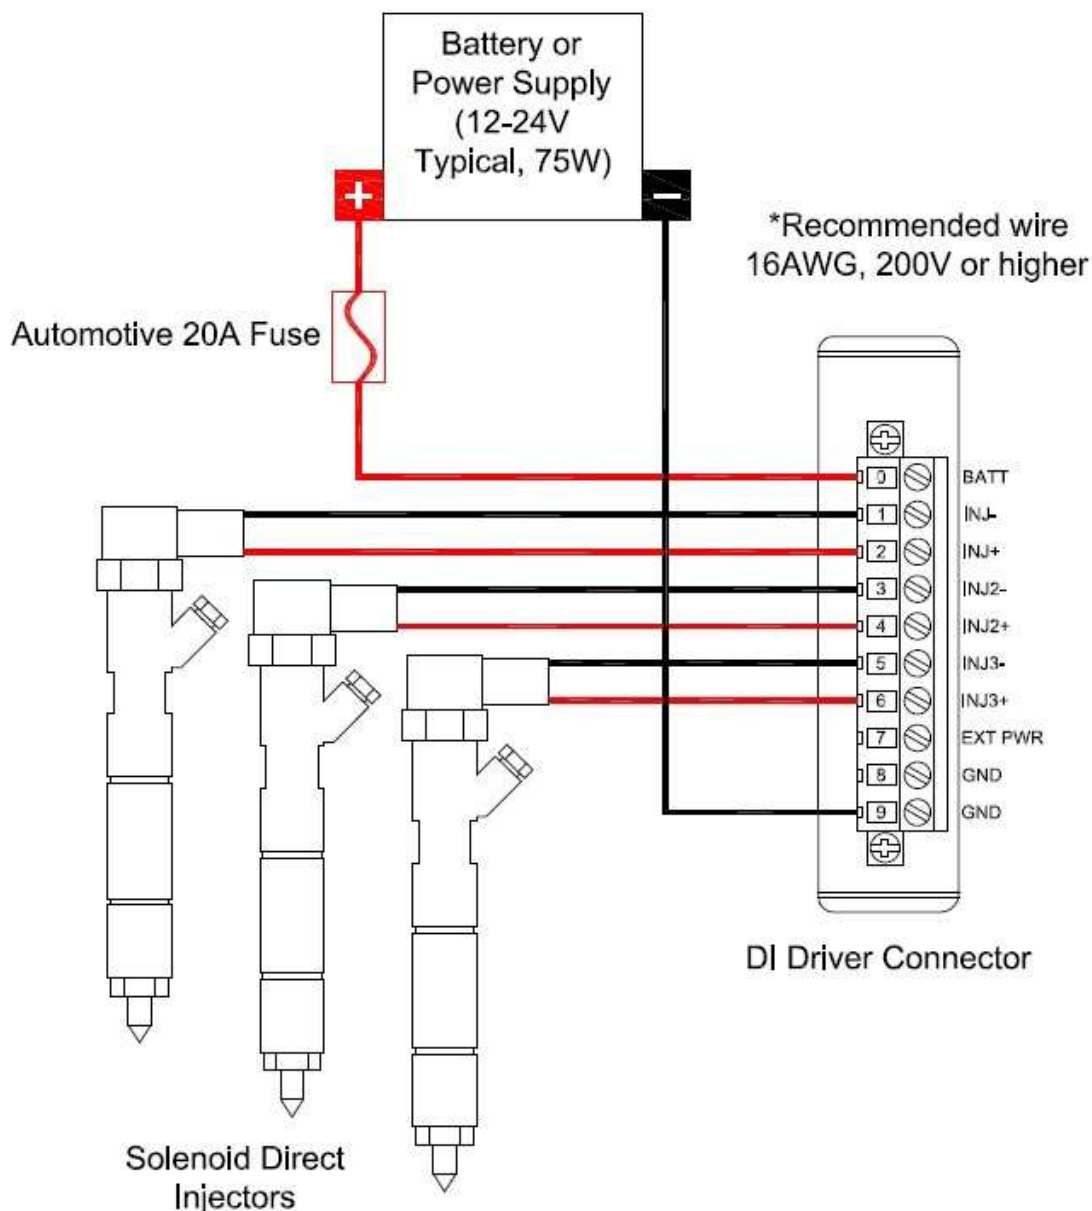 Battery or
Power Supply
(12-24V
Typical, 75W)
+
−
*Recommended wire
16AWG, 200V or higher
Automotive 20A Fuse
0 BATT
1 INJ-
2 INJ+
3 INJ2-
4 INJ2+
5 INJ3-
6 INJ3+
7 EXT PWR
8 GND
9 GND
DI Driver Connector
Solenoid Direct
Injectors